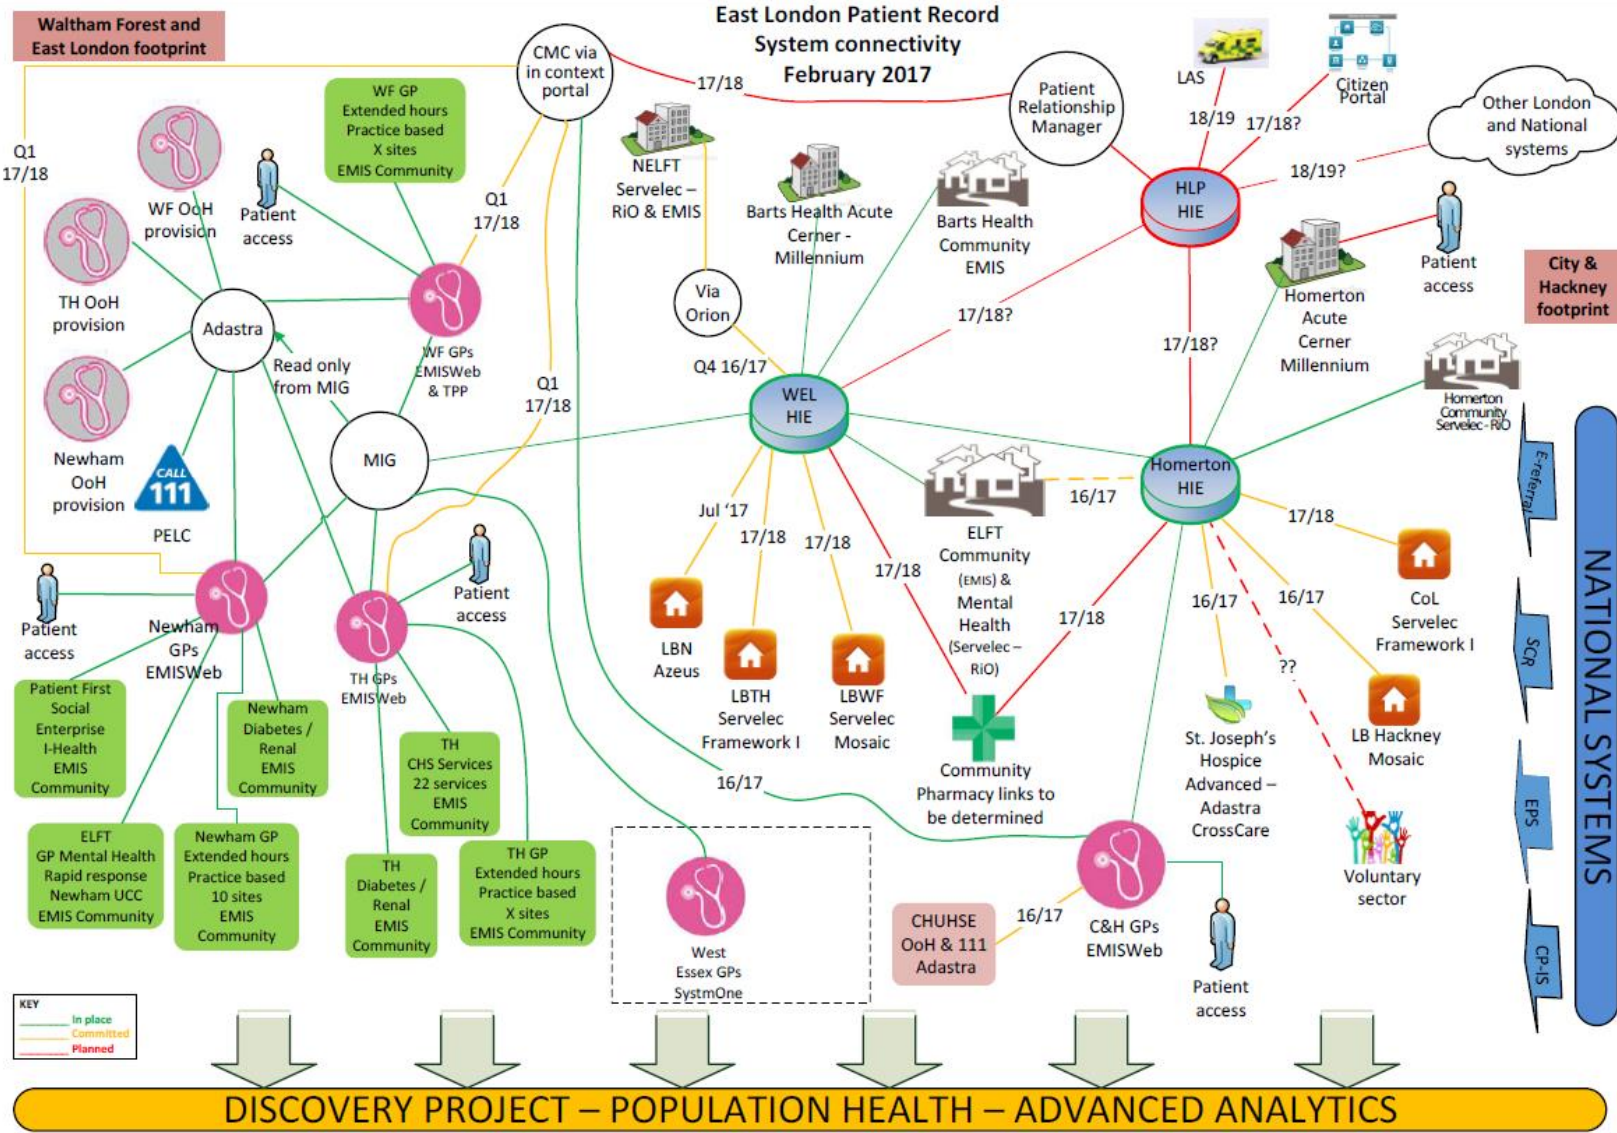 East London Patient Record
System connectivity
February 2017
Waltham Forest and
East London footprint
CMC via
in context
portal
17/18
Patient
Relationship
Manager
LAS
18/19
17/18?
Citizen
Portal
Other London
and National
systems
18/19?
HLP
HIE
Q1
17/18
WF GP
Extended hours
Practice based
X sites
EMIS Community
WF OoH
provision
Patient
access
Q1
17/18
NELFT
Servelec –
RiO & EMIS
Barts Health Acute
Cerner -
Millennium
Barts Health
Community
EMIS
Patient
access
City &
Hackney
footprint
TH OoH
provision
Adastra
Read only
from MIG
WF GPs
EMISWeb
& TPP
Via
Orion
Q4 16/17
17/18?
17/18?
Homerton
Acute
Cerner
Millennium
Homerton
Community
Servelec - RiO
Q1
17/18
WEL
HIE
Newham
OoH
provision
CALL
111
PELC
MIG
Homerton
HIE
16/17
ELFT
Community
(EMIS) &
Mental
Health
(Servelec –
RiO)
Jul ‘17
17/18
17/18
17/18
17/18
16/17
16/17
17/18
??
LBN
Azeus
LBTH
Servelec
Framework I
LBWF
Servelec
Mosaic
CoL
Servelec
Framework I
LB Hackney
Mosaic
St. Joseph’s
Hospice
Advanced –
Adastra
CrossCare
Community
Pharmacy links to
be determined
Voluntary
sector
Patient
access
Newham
GPs
EMISWeb
Patient
access
TH GPs
EMISWeb
Patient First
Social
Enterprise
I-Health
EMIS
Community
Newham
Diabetes /
Renal
EMIS
Community
TH
CHS Services
22 services
EMIS
Community
16/17
ELFT
GP Mental Health
Rapid response
Newham UCC
EMIS Community
Newham GP
Extended hours
Practice based
10 sites
EMIS
Community
TH
Diabetes /
Renal
EMIS
Community
TH GP
Extended hours
Practice based
X sites
EMIS Community
West
Essex GPs
SystmOne
CHUHSE
OoH & 111
Adastra
16/17
C&H GPs
EMISWeb
Patient
access
E-referral
SCR
EPS
CP-IS
NATIONAL SYSTEMS
KEY
In place
Committed
Planned
DISCOVERY PROJECT – POPULATION HEALTH – ADVANCED ANALYTICS